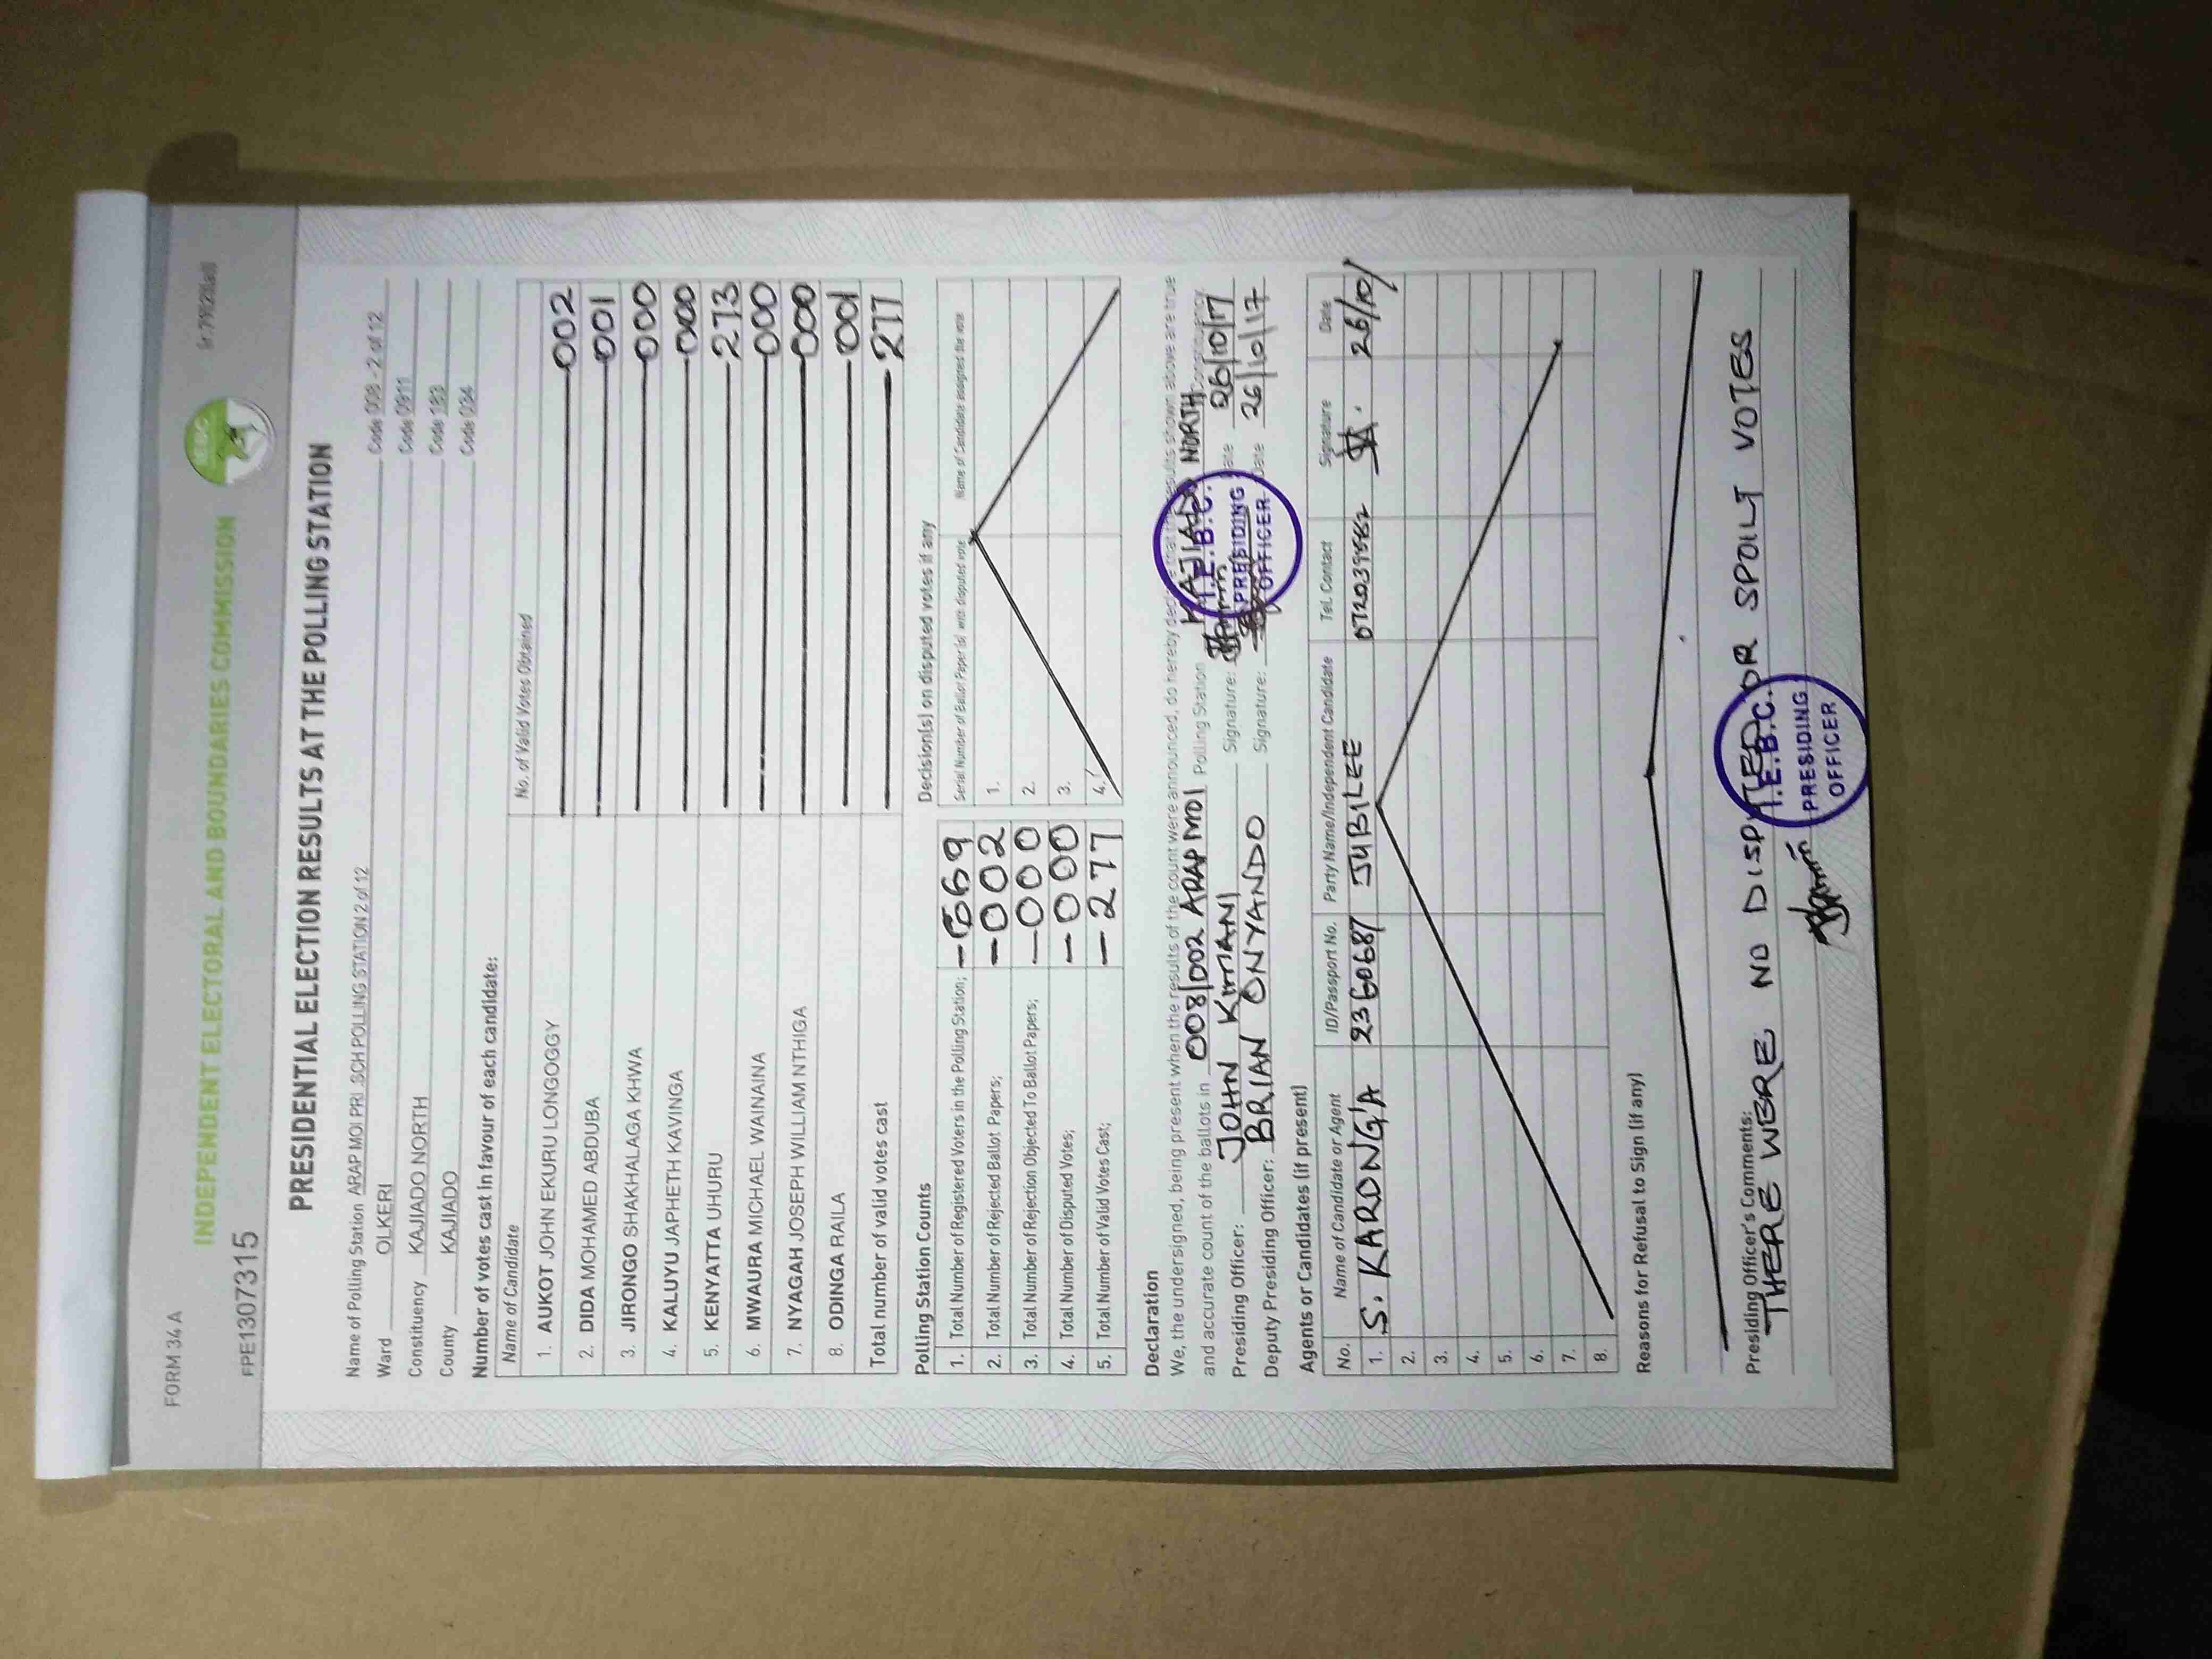 FORM 34 A
INDEPENDENT ELECTORAL AND BOUNDARIES COMMISSION
IEBC
FPE1307315
PRESIDENTIAL ELECTION RESULTS AT THE POLLING STATION
Name of Polling Station ARAP MOI PRI. SCH POLLING STATION 2 of 12 Code 008 - 2 of 12
Ward OLKERI Code 0911
Constituency KAJIADO NORTH Code 183
County KAJIADO Code 034
Number of votes cast in favour of each candidate:
Name of Candidate No. of Valid Votes Obtained
1. AUKOT JOHN EKURU LONGOGGY 002
2. DIDA MOHAMED ABDUBA 001
3. JIRONGO SHAKHALAGA KHWA 000
4. KALUYU JAPHETH KAVINGA 000
5. KENYATTA UHURU 273
6. MWAURA MICHAEL WAINAINA 000
7. NYAGAH JOSEPH WILLIAM NTHIGA 000
8. ODINGA RAILA 001
Total number of valid votes cast 277
Polling Station Counts
1. Total Number of Registered Voters in the Polling Station; 669
2. Total Number of Rejected Ballot Papers; 002
3. Total Number of Rejection Objected To Ballot Papers; 000
4. Total Number of Disputed Votes; 000
5. Total Number of Valid Votes Cast; 277
Decision(s) on disputed votes if any
Serial Number of Ballot Paper (s) with disputed vote Name of Candidate assigned the vote
1.
2.
3.
4.
Declaration
We, the undersigned, being present when the results of the count were announced, do hereby declare that the results shown above are true
and accurate count of the ballots in 008/002 ARAP MOI Polling Station KAJIADO NORTH Constituency.
Presiding Officer: JOHN KIMANI Signature: Date 26/10/17
Deputy Presiding Officer: BRIAN ONYANDO Signature: Date 26/10/17
I.E.B.C.
PRESIDING
OFFICER
Agents or Candidates (if present)
No. Name of Candidate or Agent ID/Passport No. Party Name/Independent Candidate Tel. Contact Signature Date
1. S. KARONG'A 23606687 JUBILEE 26/10/
2.
3.
4.
5.
6.
7.
8.
Reasons for Refusal to Sign (if any)
Presiding Officer's Comments:
THERE WERE NO DISPUTED OR SPOILT VOTES
I.E.B.C.
PRESIDING
OFFICER